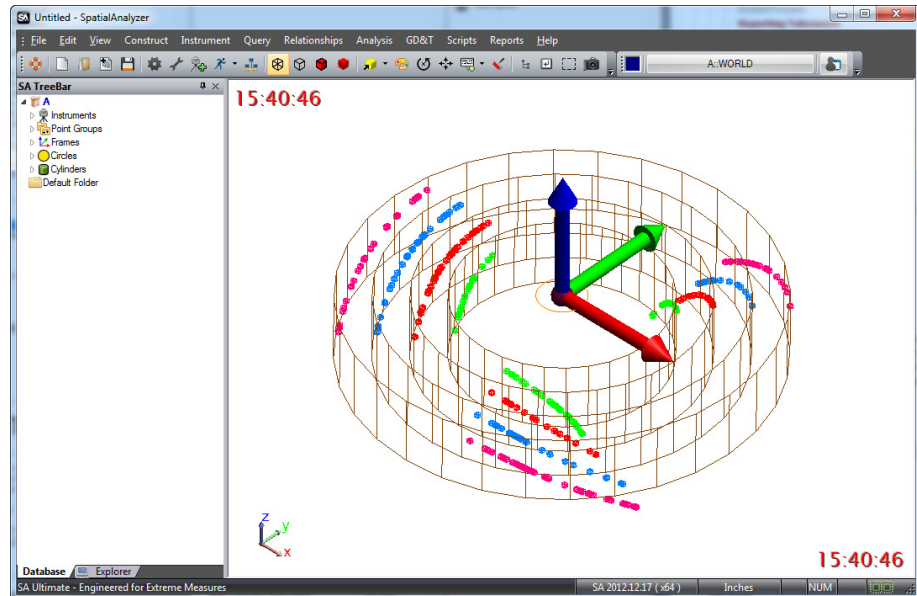 Untitled - SpatialAnalyzer
File Edit View Construct Instrument Query Relationships Analysis GD&T Scripts Reports Help
A::WORLD
SA TreeBar
A
Instruments
Point Groups
Frames
Circles
Cylinders
Default Folder
15:40:46
Z
y
x
15:40:46
Database Explorer
SA Ultimate - Engineered for Extreme Measures
SA 2012.12.17 ( x64 ) Inches NUM